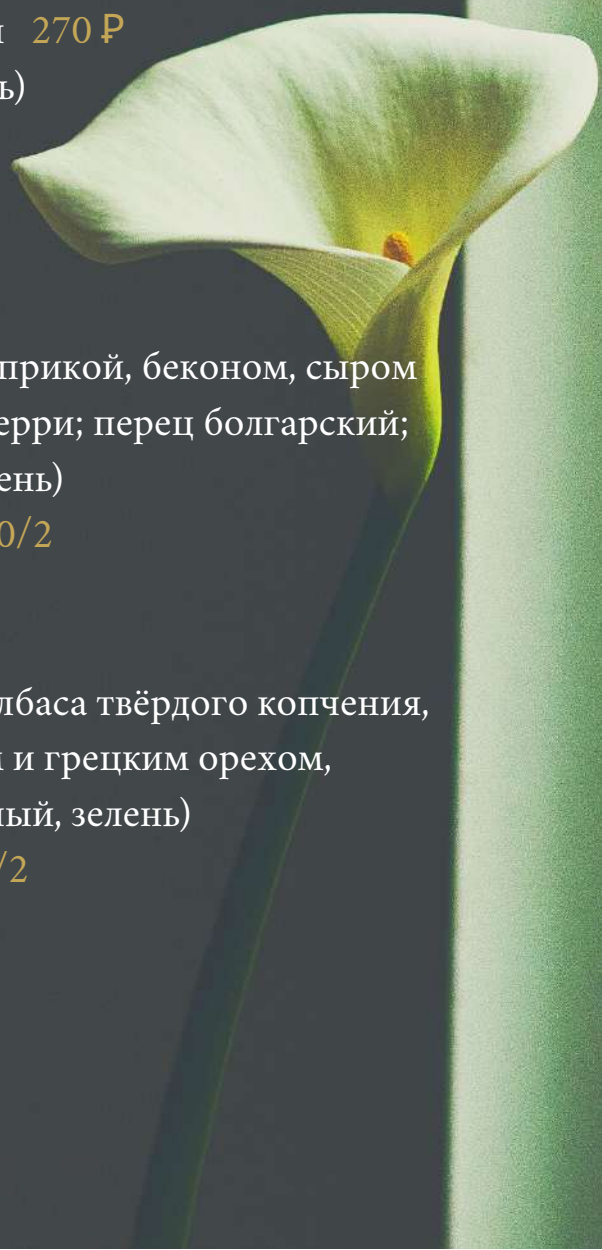 270 ₽
ь)
прикой, беконом, сыром
ерри; перец болгарский;
ень)
0/2
лбаса твёрдого копчения,
и грецким орехом,
ный, зелень)
/2